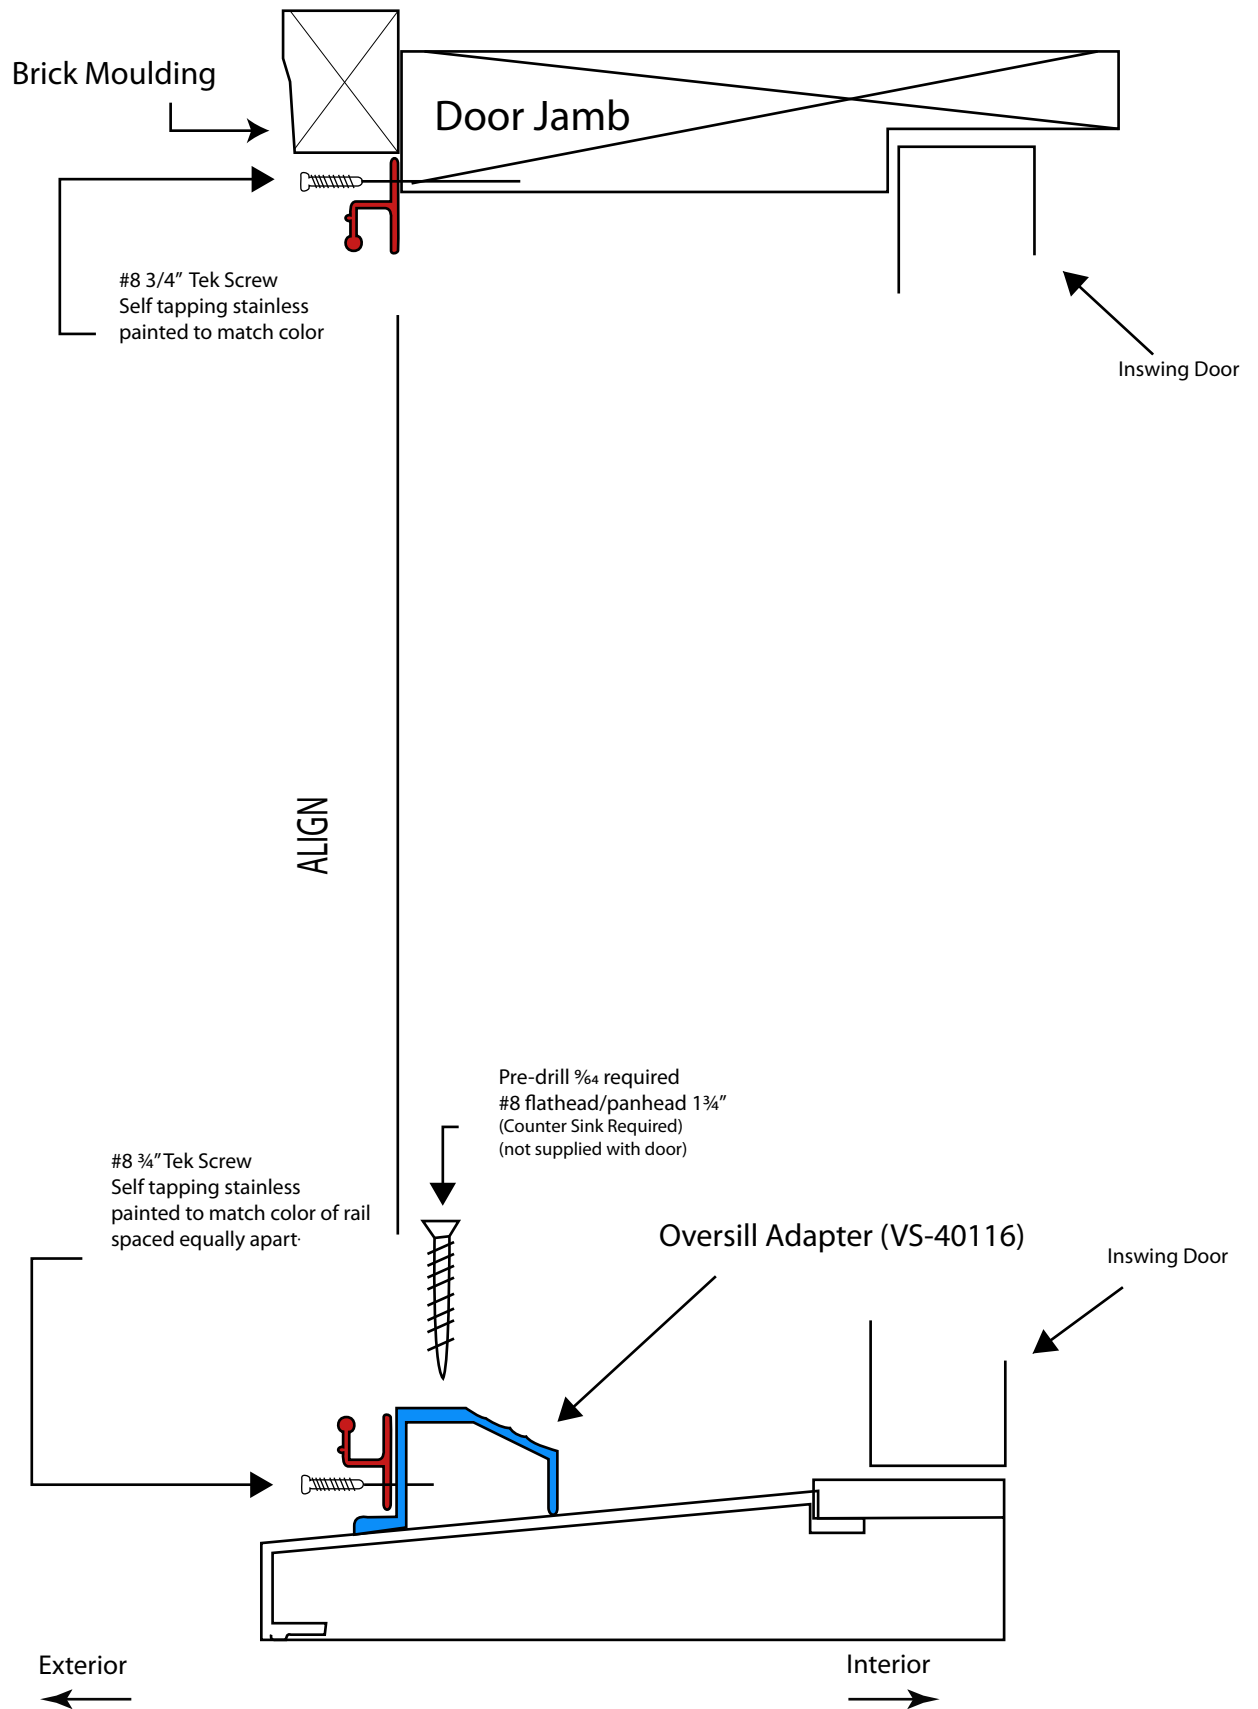 Brick Moulding
Door Jamb
#8 3/4” Tek Screw
Self tapping stainless
painted to match color
Inswing Door
ALIGN
Pre-drill 9⁄64 required
#8 flathead/panhead 1¾”
(Counter Sink Required)
(not supplied with door)
#8 ¾” Tek Screw
Self tapping stainless
painted to match color of rail
spaced equally apart
Oversill Adapter (VS-40116)
Inswing Door
Exterior
Interior